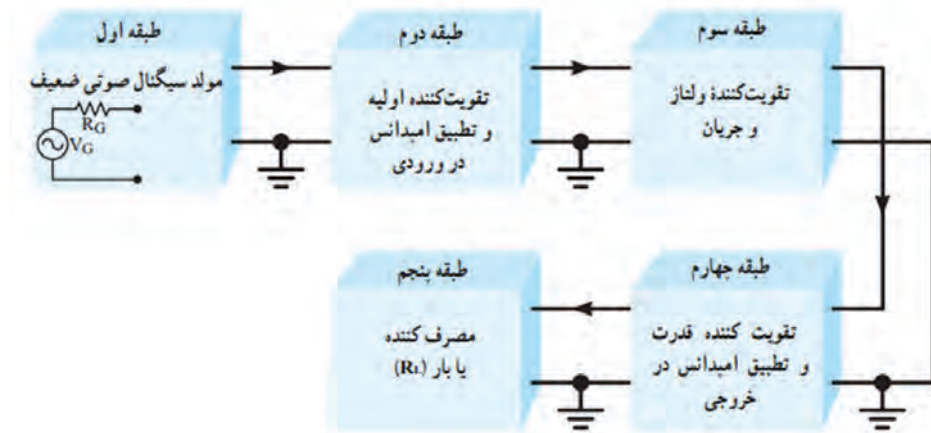 طبقه اول
مولد سیگنال صوتی ضعیف
RG
VG
طبقه دوم
تقویت‌کننده اولیه
و تطبیق امپدانس
در ورودی
طبقه سوم
تقویت‌کنندهٔ ولتاژ
و جریان
طبقه چهارم
تقویت کننده قدرت
و تطبیق امپدانس در
خروجی
طبقه پنجم
مصرف کننده
یا بار (RL)